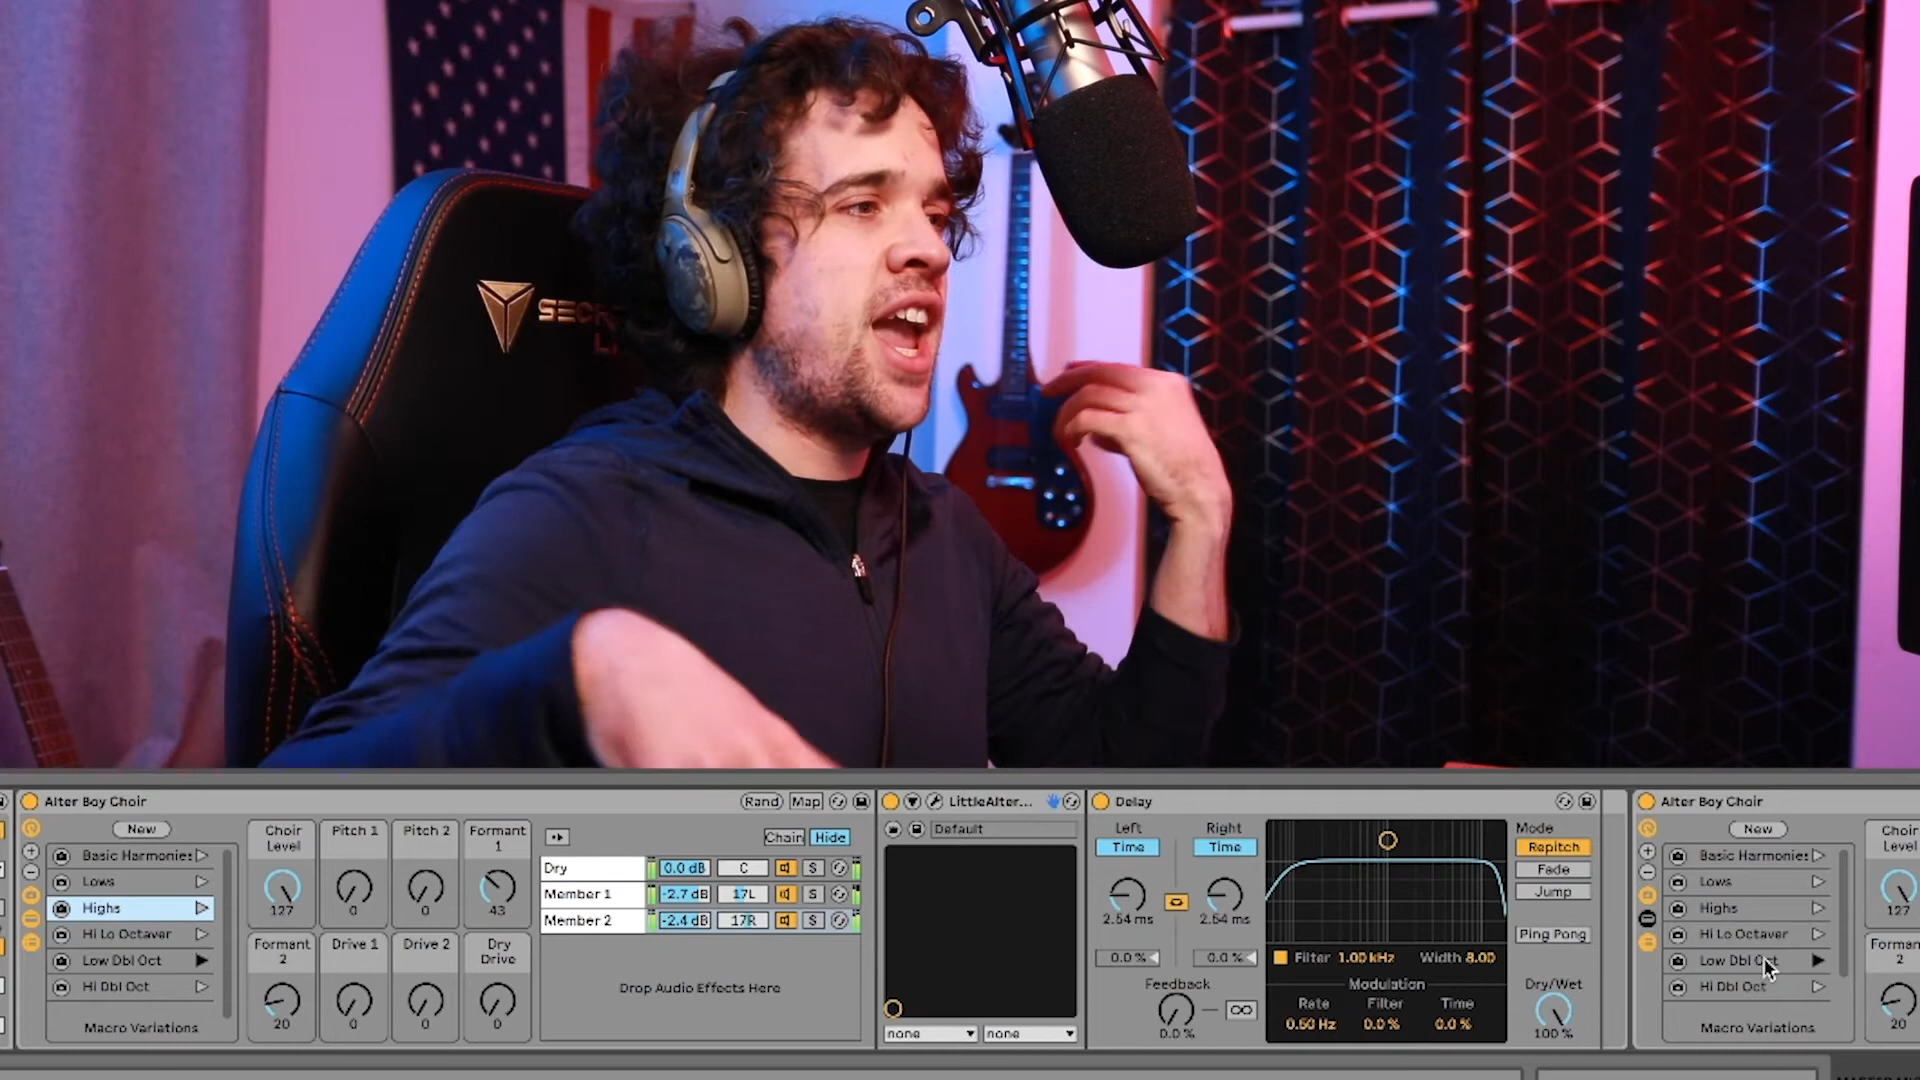 Alter Boy Choir
Rand
Map
New
Basic Harmonies
Lows
Highs
Hi Lo Octaver
Low Dbl Oct
Hi Dbl Oct
Macro Variations
Choir Level
127
Pitch 1
0
Pitch 2
0
Formant 1
43
Formant 2
20
Drive 1
0
Drive 2
0
Dry Drive
0
Chain
Hide
Dry 0.0 dB C S
Member 1 -2.7 dB 17L S
Member 2 -2.4 dB 17R S
Drop Audio Effects Here
LittleAlter...
Default
none
none
Delay
Left
Time
2.54 ms
0.0 %
Right
Time
2.54 ms
0.0 %
Feedback
0.0 %
Filter 1.00 kHz Width 8.00
Modulation
Rate Filter Time
0.50 Hz 0.0 % 0.0 %
Mode
Repitch
Fade
Jump
Ping Pong
Dry/Wet
100 %
Alter Boy Choir
New
Basic Harmonies
Lows
Highs
Hi Lo Octaver
Low Dbl Oct
Hi Dbl Oct
Macro Variations
Choir
Level
127
2
20